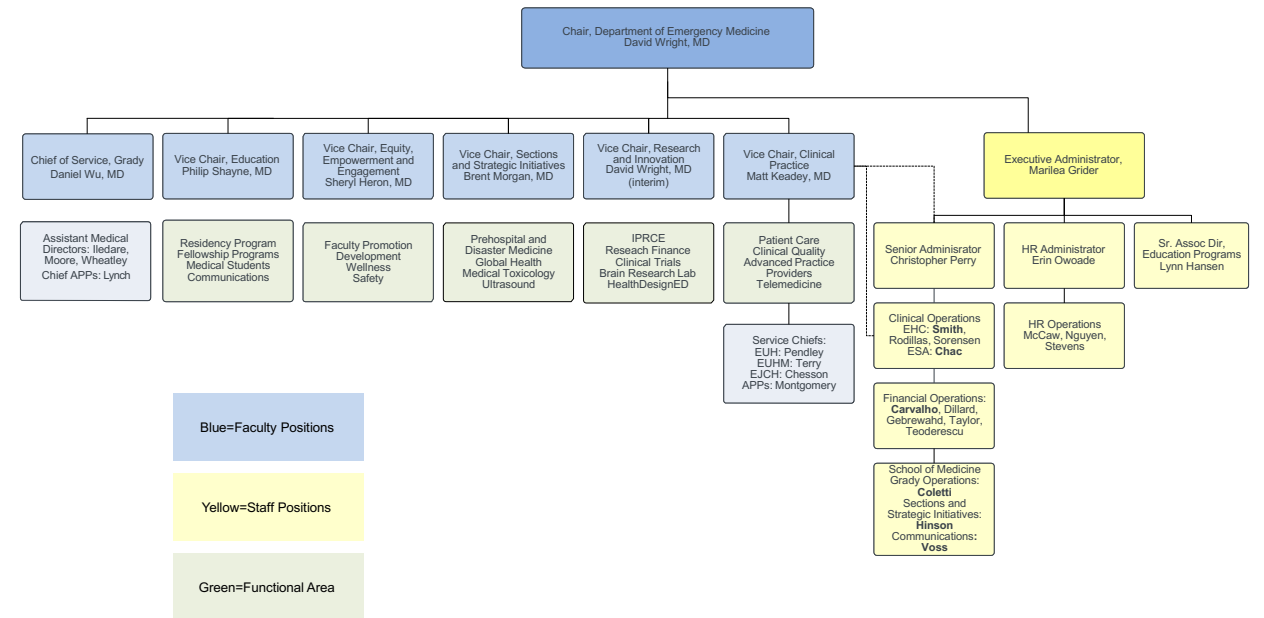 Chair, Department of Emergency Medicine
David Wright, MD
Chief of Service, Grady
Daniel Wu, MD
Vice Chair, Education
Philip Shayne, MD
Vice Chair, Equity,
Empowerment and
Engagement
Sheryl Heron, MD
Vice Chair, Sections
and Strategic Initiatives
Brent Morgan, MD
Vice Chair, Research
and Innovation
David Wright, MD
(interim)
Vice Chair, Clinical
Practice
Matt Keadey, MD
Executive Administrator,
Marilea Grider
Assistant Medical
Directors: Iledare,
Moore, Wheatley
Chief APPs: Lynch
Residency Program
Fellowship Programs
Medical Students
Communications
Faculty Promotion
Development
Wellness
Safety
Prehospital and
Disaster Medicine
Global Health
Medical Toxicology
Ultrasound
IPRCE
Reseach Finance
Clinical Trials
Brain Research Lab
HealthDesignED
Patient Care
Clinical Quality
Advanced Practice
Providers
Telemedicine
Senior Adminisrator
Christopher Perry
HR Administrator
Erin Owoade
Sr. Assoc Dir,
Education Programs
Lynn Hansen
Service Chiefs:
EUH: Pendley
EUHM: Terry
EJCH: Chesson
APPs: Montgomery
Clinical Operations
EHC: Smith,
Rodillas, Sorensen
ESA: Chac
HR Operations
McCaw, Nguyen,
Stevens
Financial Operations:
Carvalho, Dillard,
Gebrewahd, Taylor,
Teoderescu
School of Medicine
Grady Operations:
Coletti
Sections and
Strategic Initiatives:
Hinson
Communications:
Voss
Blue=Faculty Positions
Yellow=Staff Positions
Green=Functional Area